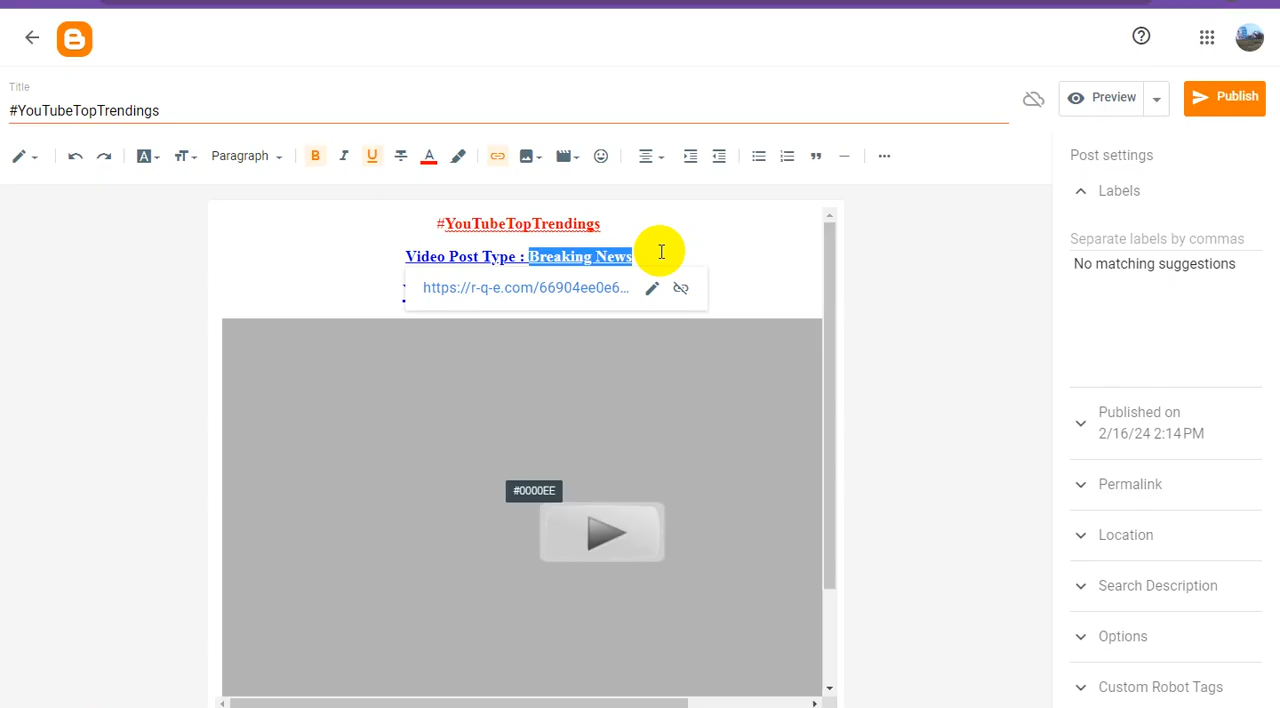 Title
#YouTubeTopTrendings
Preview
Publish
Paragraph
B
I
U
A
Post settings
Labels
Separate labels by commas
No matching suggestions
#YouTubeTopTrendings
Video Post Type : Breaking News
https://r-q-e.com/66904ee0e6...
#0000EE
Published on
2/16/24 2:14 PM
Permalink
Location
Search Description
Options
Custom Robot Tags